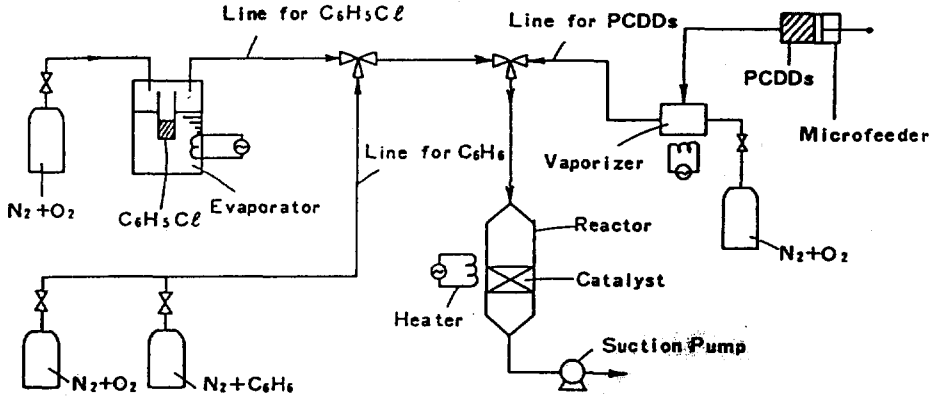 Line for C₆H₅Cℓ
Line for PCDDs
PCDDs
Microfeeder
Line for C₆H₆
Vaporizer
N₂+O₂
C₆H₅Cℓ
Evaporator
Reactor
N₂+O₂
Catalyst
Heater
Suction Pump
N₂+O₂
N₂+C₆H₆